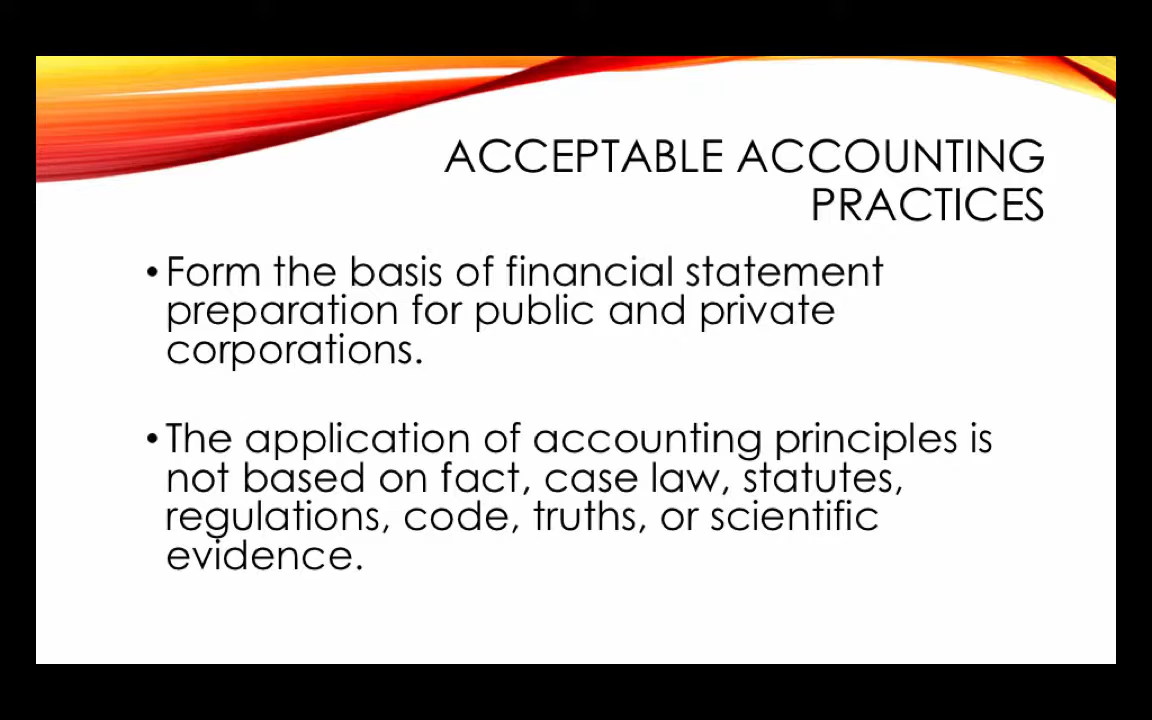 ACCEPTABLE ACCOUNTING
PRACTICES
• Form the basis of financial statement
preparation for public and private
corporations.
• The application of accounting principles is
not based on fact, case law, statutes,
regulations, code, truths, or scientific
evidence.